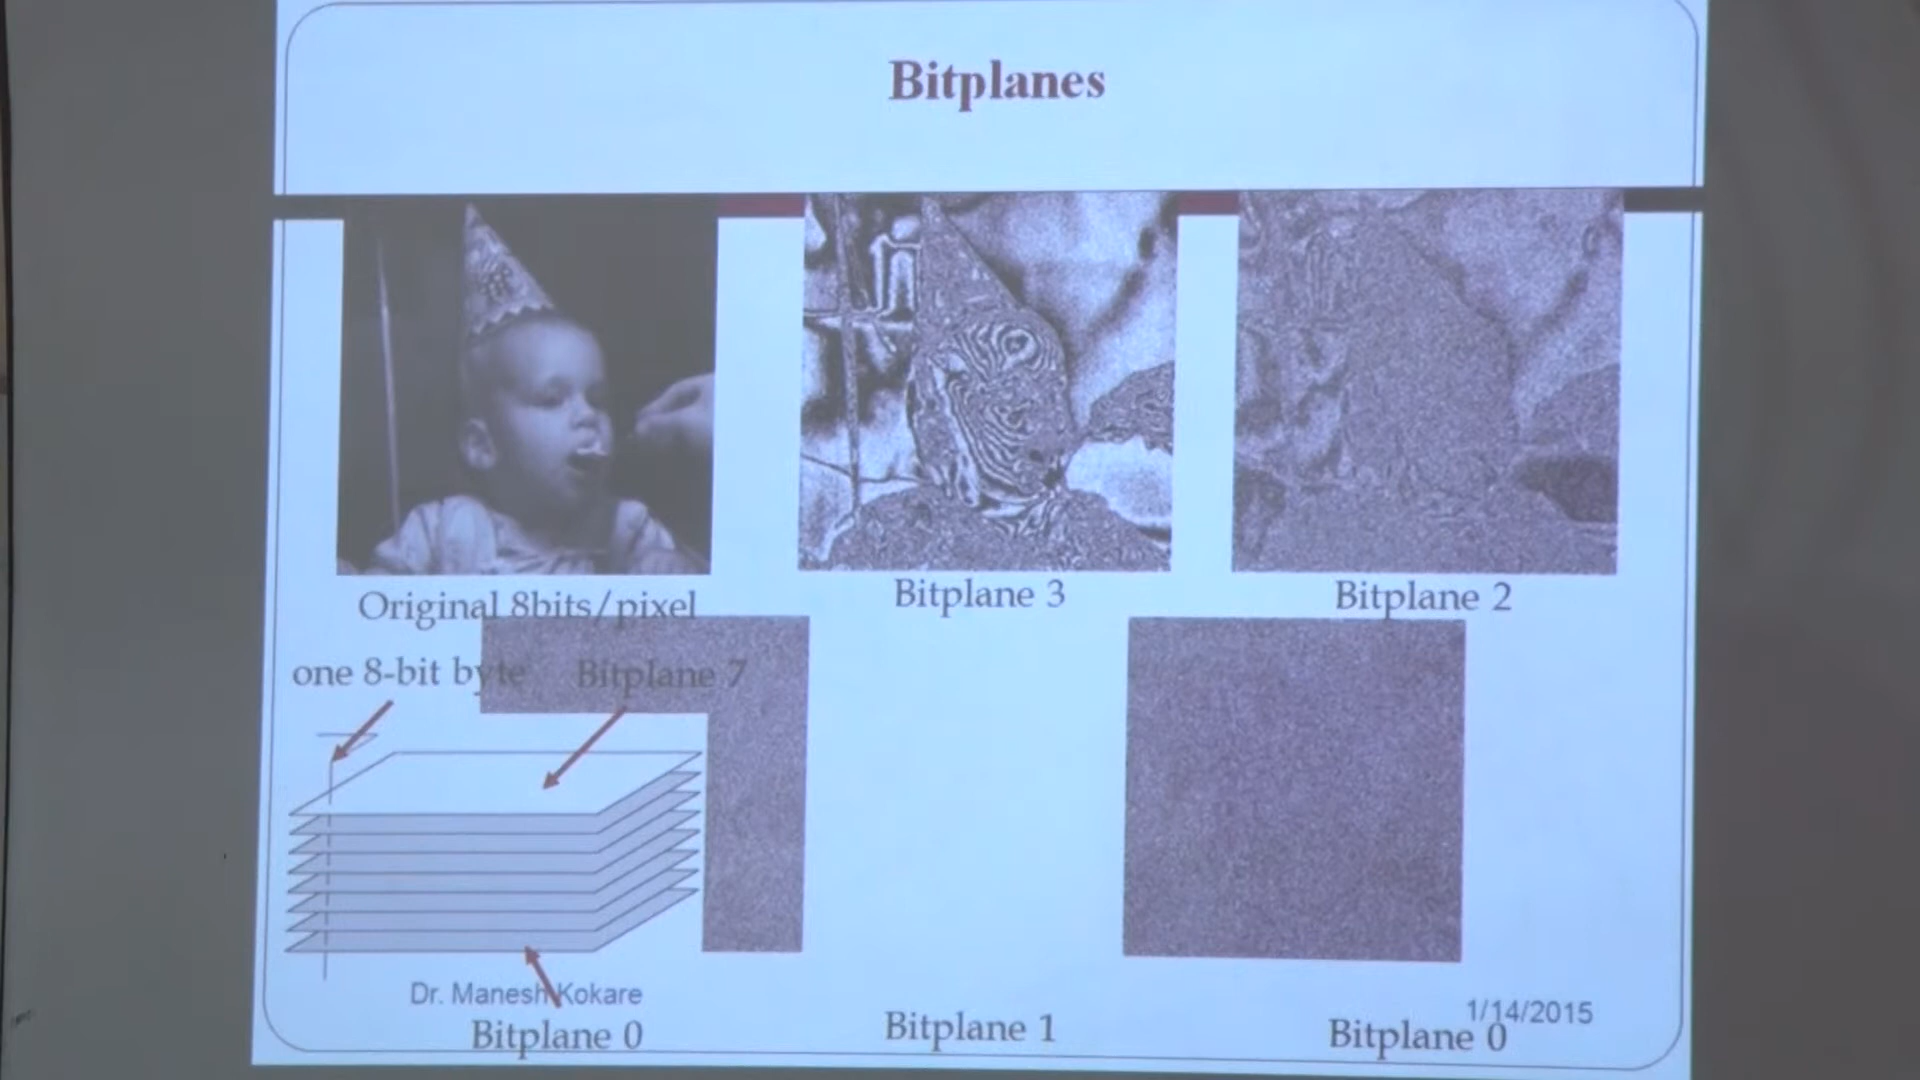 Bitplanes
Original 8bits/pixel
Bitplane 3
Bitplane 2
one 8-bit byte
Bitplane 7
Dr. Manesh Kokare
1/14/2015
Bitplane 0
Bitplane 1
Bitplane 0